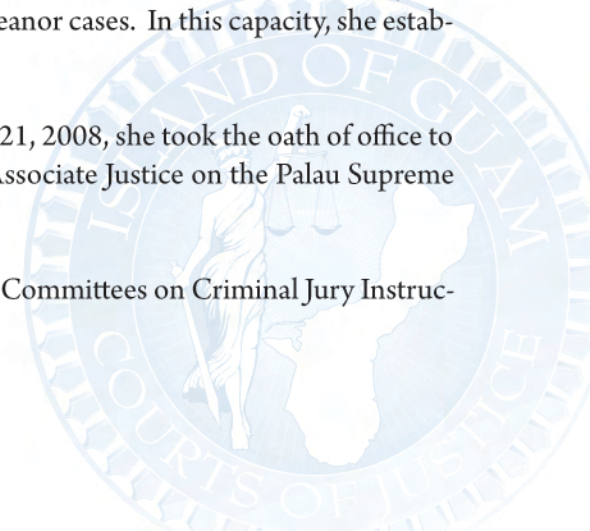 eanor cases. In this capacity, she estab-
21, 2008, she took the oath of office to
Associate Justice on the Palau Supreme
Committees on Criminal Jury Instruc-
ISLAND OF GUAM
COURTS OF JUSTICE